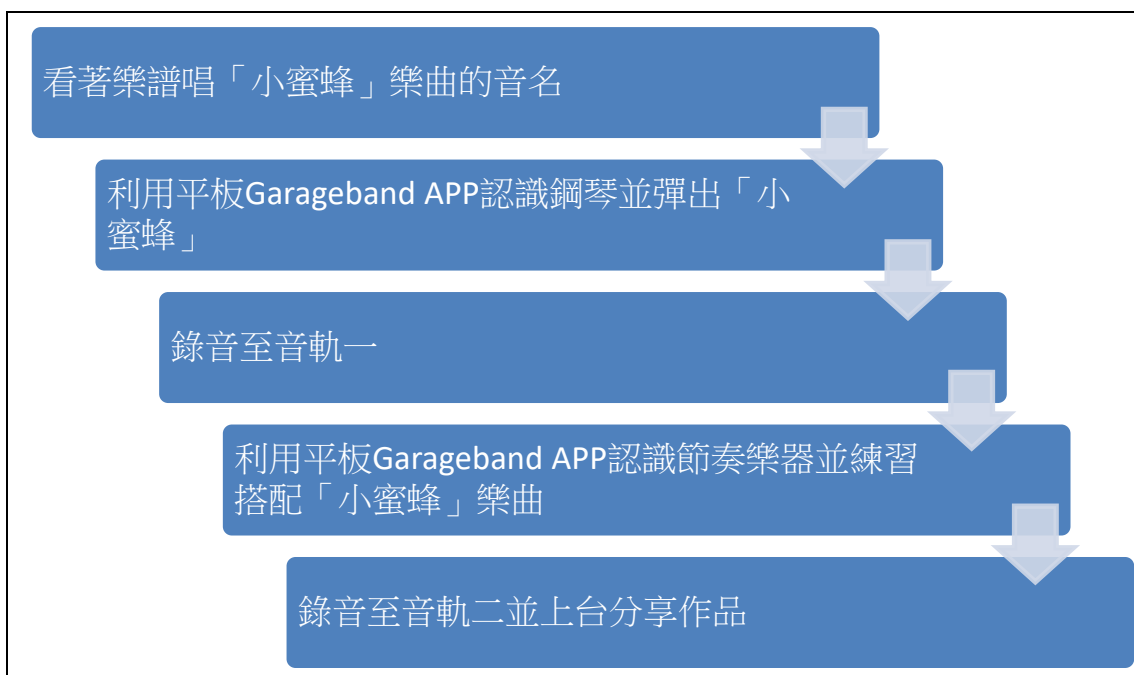 看著樂譜唱「小蜜蜂」樂曲的音名
利用平板Garageband APP認識鋼琴並彈出「小
蜜蜂」
錄音至音軌一
利用平板Garageband APP認識節奏樂器並練習
搭配「小蜜蜂」樂曲
錄音至音軌二並上台分享作品